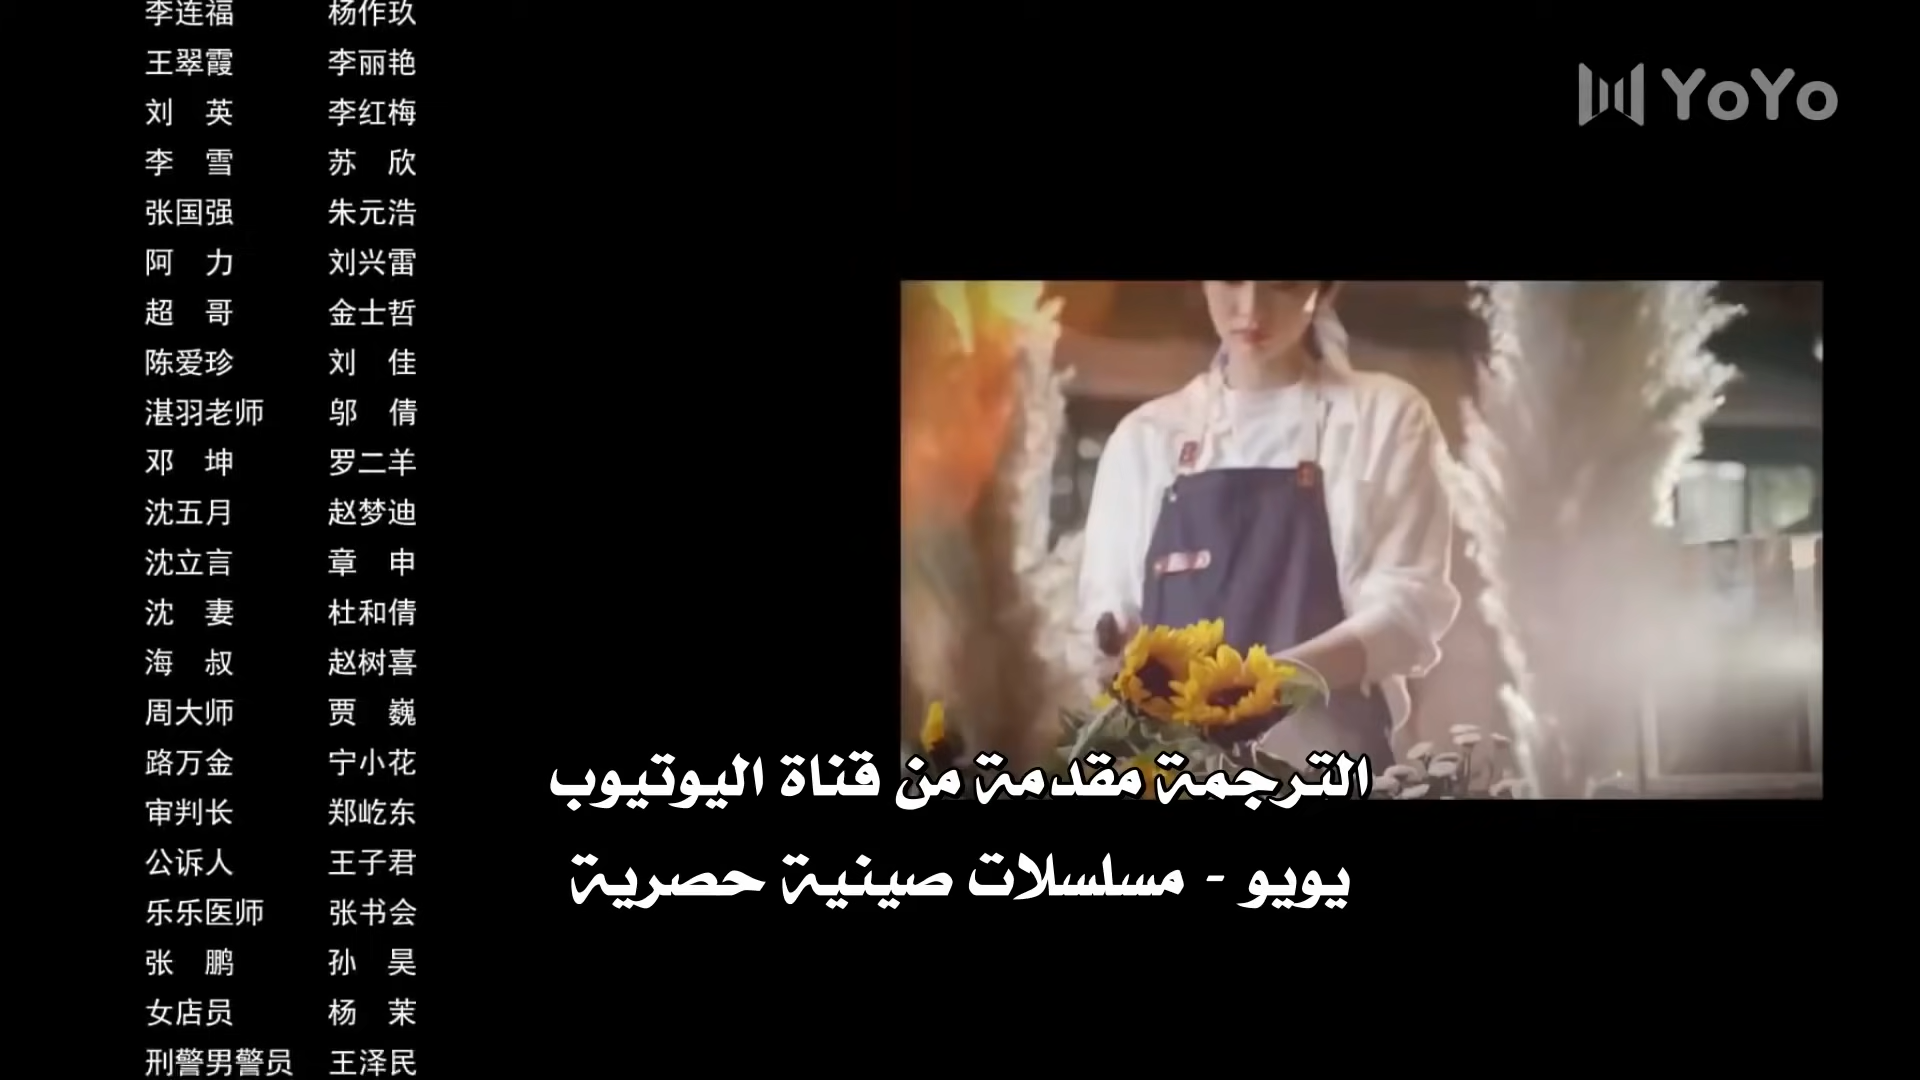 李连福 杨作玖
王翠霞 李丽艳
刘 英 李红梅
李 雪 苏 欣
张国强 朱元浩
阿 力 刘兴雷
超 哥 金士哲
陈爱珍 刘 佳
湛羽老师 邬 倩
邓 坤 罗二羊
沈五月 赵梦迪
沈立言 章 申
沈 妻 杜和倩
海 叔 赵树喜
周大师 贾 巍
路万金 宁小花
审判长 郑屹东
公诉人 王子君
乐乐医师 张书会
张 鹏 孙 昊
女店员 杨 茉
刑警男警员 王泽民
YoYo
الترجمة مقدمة من قناة اليوتيوب
يويو - مسلسلات صينية حصرية